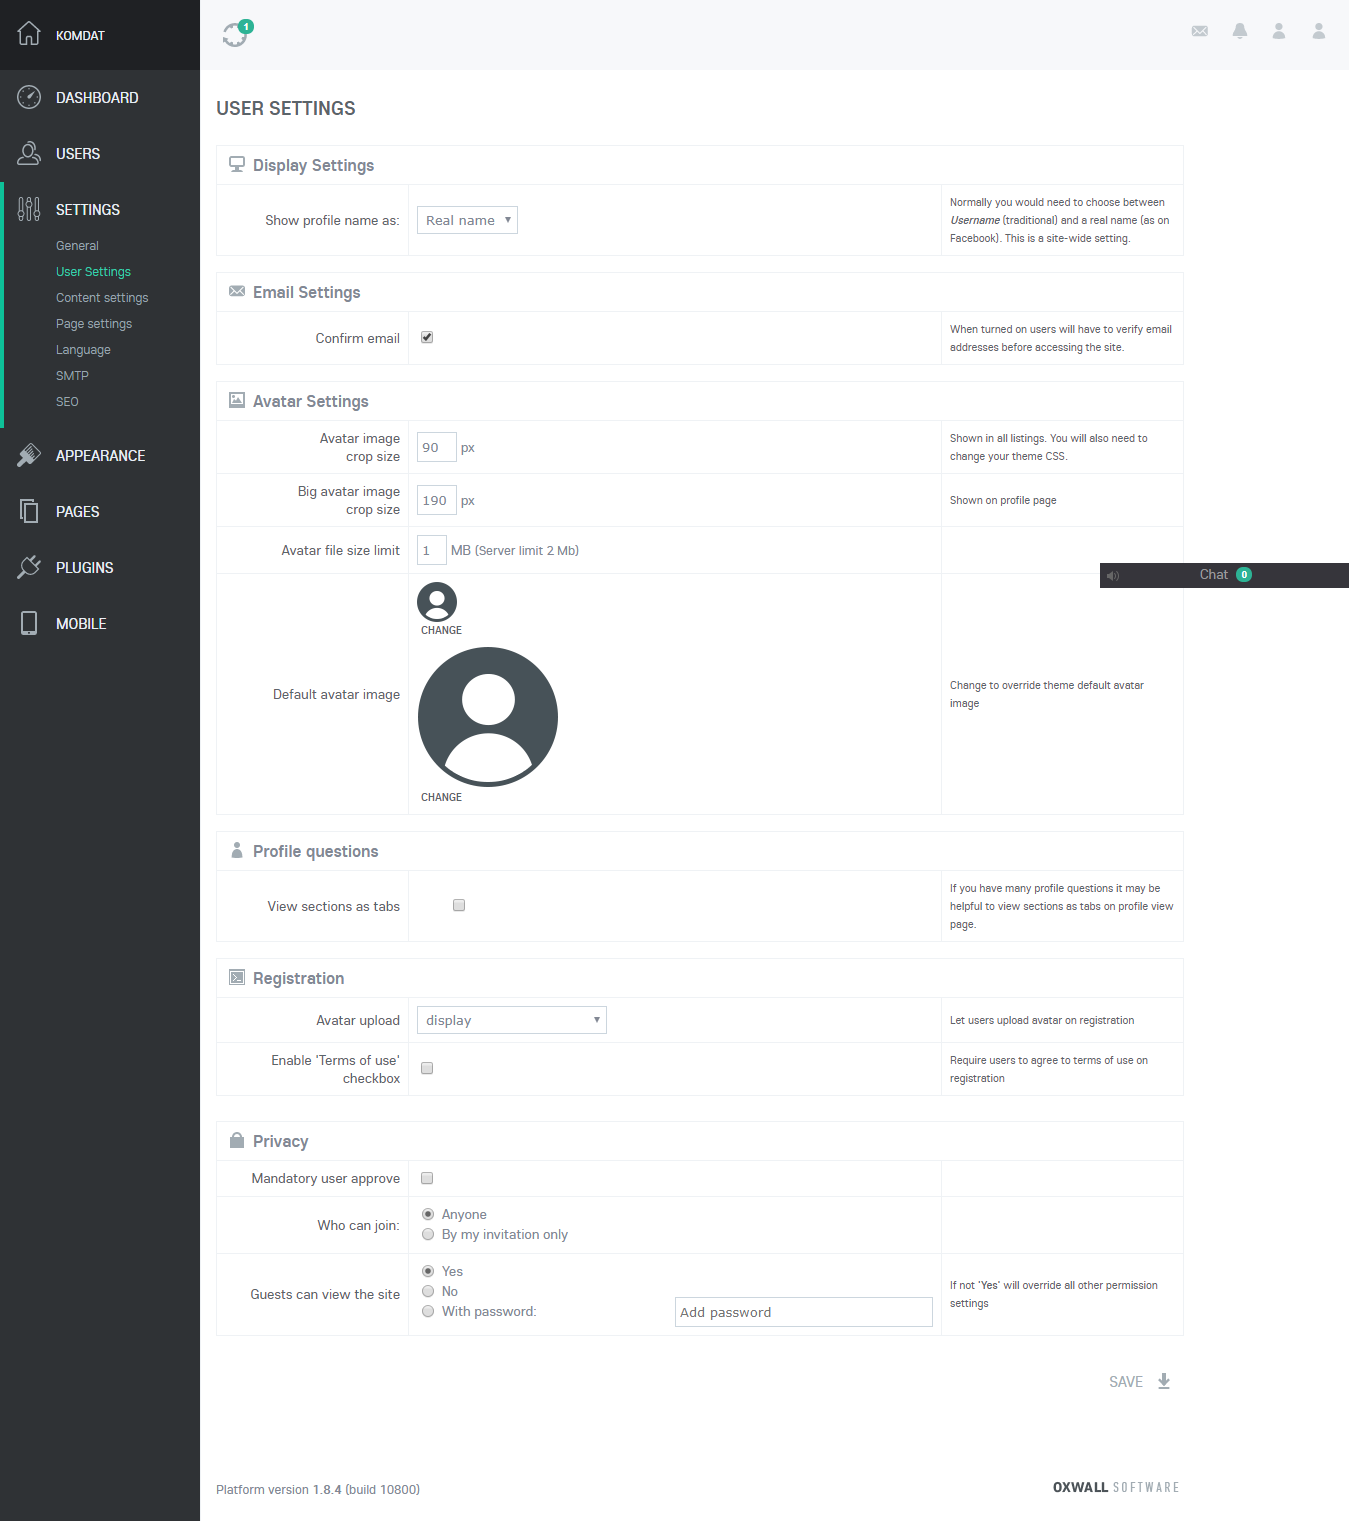 KOMDAT
1
DASHBOARD
USERS
SETTINGS
General
User Settings
Content settings
Page settings
Language
SMTP
SEO
APPEARANCE
PAGES
PLUGINS
MOBILE
USER SETTINGS
Display Settings
Show profile name as:
Real name
Normally you would need to choose between
Username (traditional) and a real name (as on
Facebook). This is a site-wide setting.
Email Settings
Confirm email
When turned on users will have to verify email
addresses before accessing the site.
Avatar Settings
Avatar image
crop size
90 px
Shown in all listings. You will also need to
change your theme CSS.
Big avatar image
crop size
190 px
Shown on profile page
Avatar file size limit
1 MB (Server limit 2 Mb)
Chat 0
Default avatar image
CHANGE
CHANGE
Change to override theme default avatar
image
Profile questions
View sections as tabs
If you have many profile questions it may be
helpful to view sections as tabs on profile view
page.
Registration
Avatar upload
display
Let users upload avatar on registration
Enable 'Terms of use'
checkbox
Require users to agree to terms of use on
registration
Privacy
Mandatory user approve
Who can join:
Anyone
By my invitation only
Guests can view the site
Yes
No
With password:
Add password
If not 'Yes' will override all other permission
settings
SAVE
Platform version 1.8.4 (build 10800)
OXWALL SOFTWARE